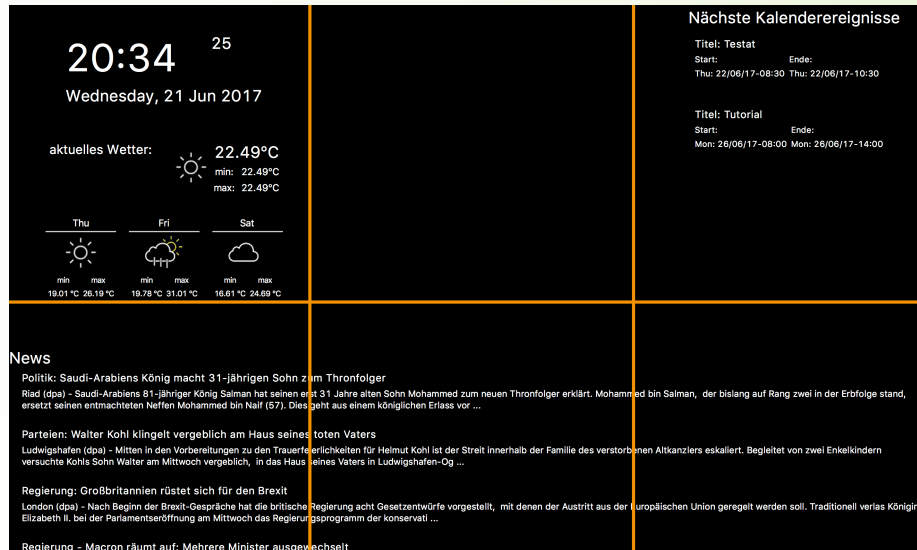 20:34 25
Wednesday, 21 Jun 2017
aktuelles Wetter: 22.49°C
min: 22.49°C
max: 22.49°C
Thu Fri Sat
min max min max min max
19.01 °C 26.19 °C 19.78 °C 31.01 °C 16.61 °C 24.69 °C
Nächste Kalenderereignisse
Titel: Testat
Start: Ende:
Thu: 22/06/17-08:30 Thu: 22/06/17-10:30
Titel: Tutorial
Start: Ende:
Mon: 26/06/17-08:00 Mon: 26/06/17-14:00
News
Politik: Saudi-Arabiens König macht 31-jährigen Sohn zum Thronfolger
Riad (dpa) - Saudi-Arabiens 81-jähriger König Salman hat seinen erst 31 Jahre alten Sohn Mohammed zum neuen Thronfolger erklärt. Mohammed bin Salman, der bislang auf Rang zwei in der Erbfolge stand,
ersetzt seinen entmachteten Neffen Mohammed bin Naif (57). Dies geht aus einem königlichen Erlass vor ...
Parteien: Walter Kohl klingelt vergeblich am Haus seines toten Vaters
Ludwigshafen (dpa) - Mitten in den Vorbereitungen zu den Trauerfeierlichkeiten für Helmut Kohl ist der Streit innerhalb der Familie des verstorbenen Altkanzlers eskaliert. Begleitet von zwei Enkelkindern
versuchte Kohls Sohn Walter am Mittwoch vergeblich, in das Haus seines Vaters in Ludwigshafen-Og ...
Regierung: Großbritannien rüstet sich für den Brexit
London (dpa) - Nach Beginn der Brexit-Gespräche hat die britische Regierung acht Gesetzentwürfe vorgestellt, mit denen der Austritt aus der Europäischen Union geregelt werden soll. Traditionell verlas Königin
Elizabeth II. bei der Parlamentseröffnung am Mittwoch das Regierungsprogramm der konservati ...
Regierung - Macron räumt auf: Mehrere Minister ausgewechselt